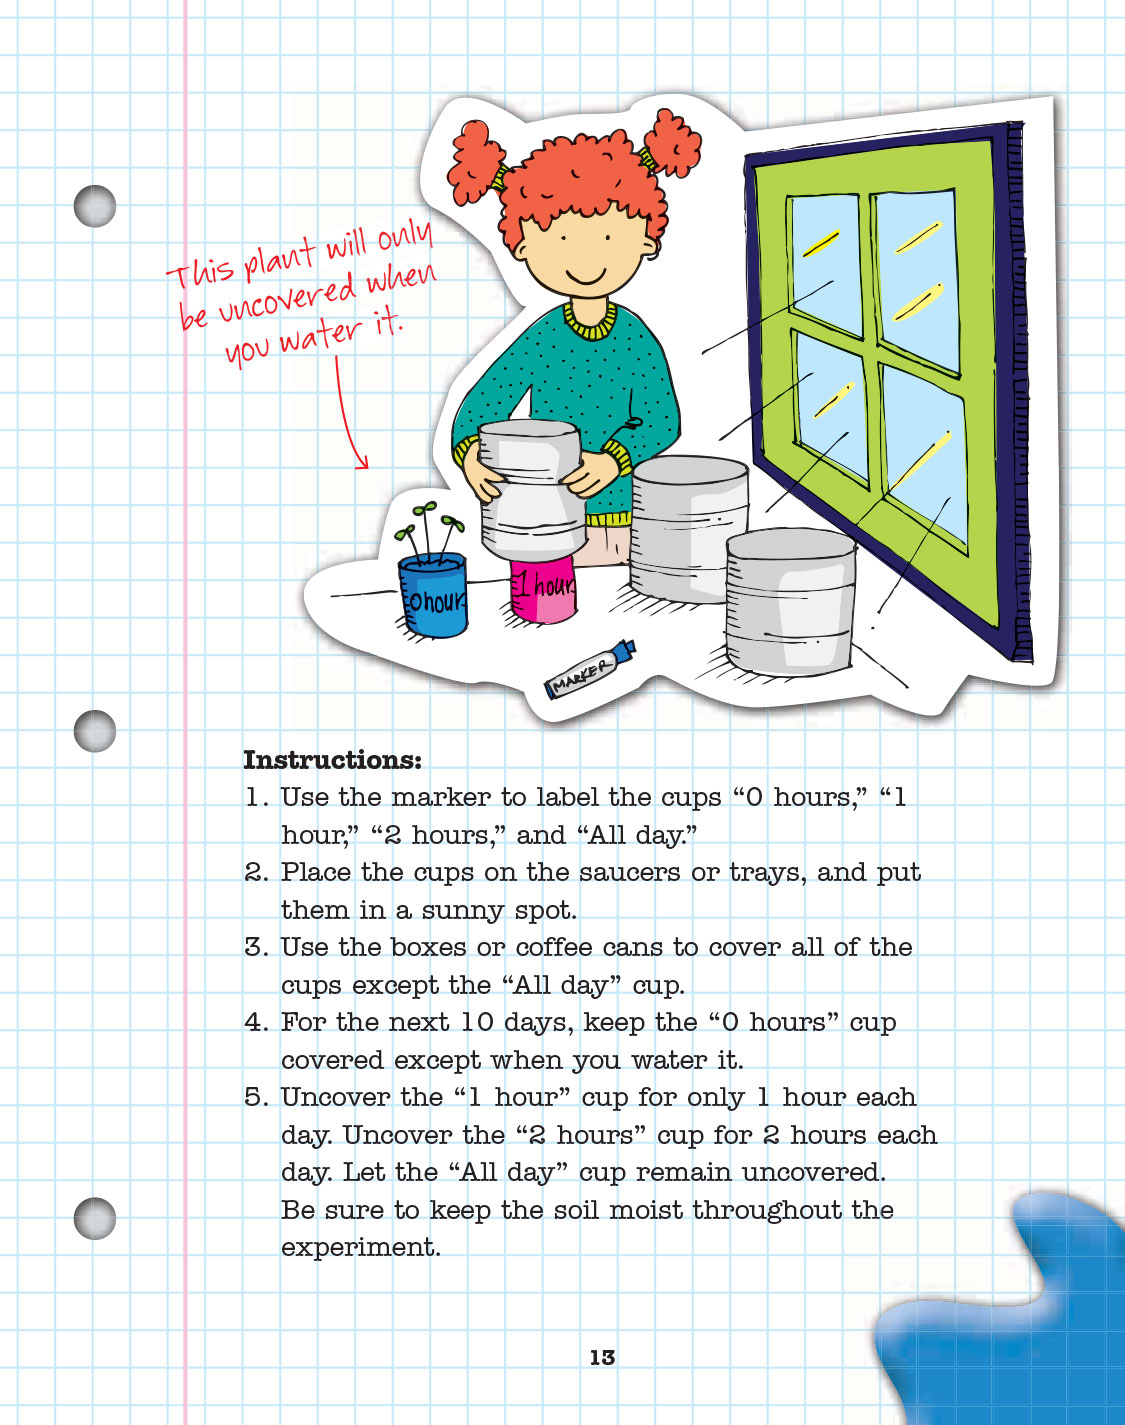 This plant will only
be uncovered when
you water it.
0 hour
1 hour
MARKER
Instructions:
1. Use the marker to label the cups “0 hours,” “1
hour,” “2 hours,” and “All day.”
2. Place the cups on the saucers or trays, and put
them in a sunny spot.
3. Use the boxes or coffee cans to cover all of the
cups except the “All day” cup.
4. For the next 10 days, keep the “0 hours” cup
covered except when you water it.
5. Uncover the “1 hour” cup for only 1 hour each
day. Uncover the “2 hours” cup for 2 hours each
day. Let the “All day” cup remain uncovered.
Be sure to keep the soil moist throughout the
experiment.
13